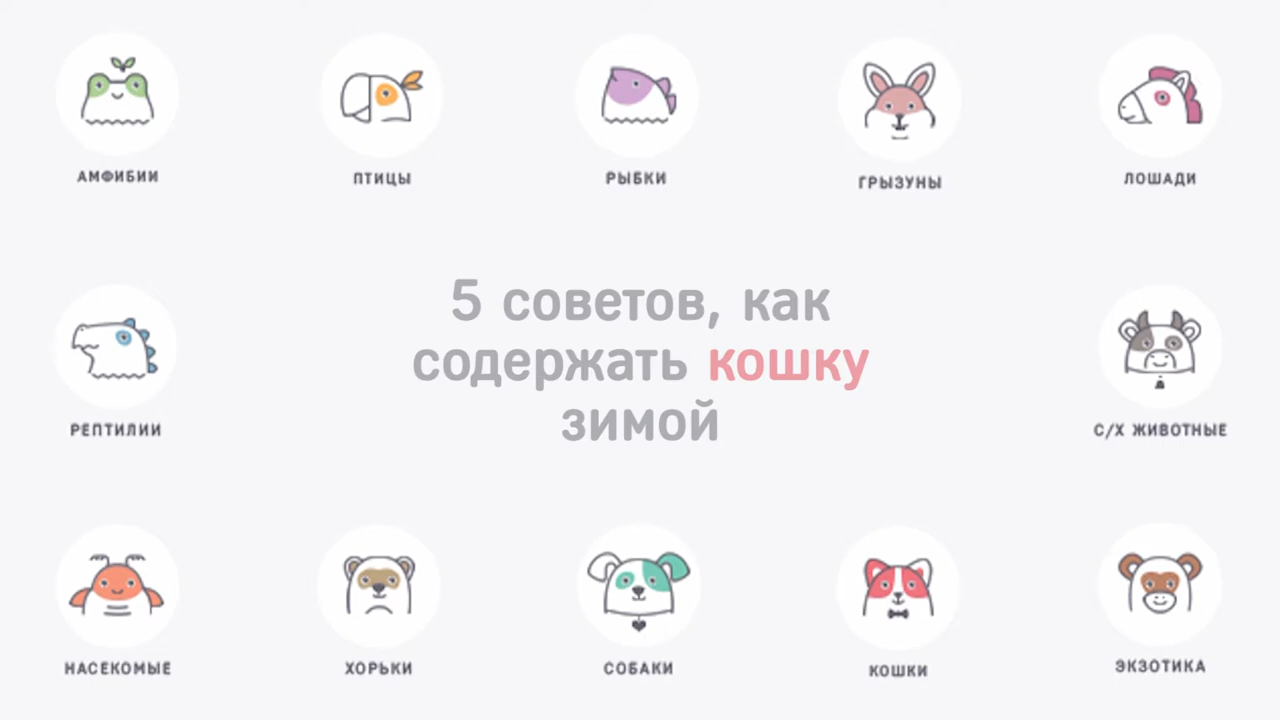 АМФИБИИ
ПТИЦЫ
РЫБКИ
ГРЫЗУНЫ
ЛОШАДИ
5 советов, как
содержать кошку
зимой
РЕПТИЛИИ
С/Х ЖИВОТНЫЕ
НАСЕКОМЫЕ
ХОРЬКИ
СОБАКИ
КОШКИ
ЭКЗОТИКА